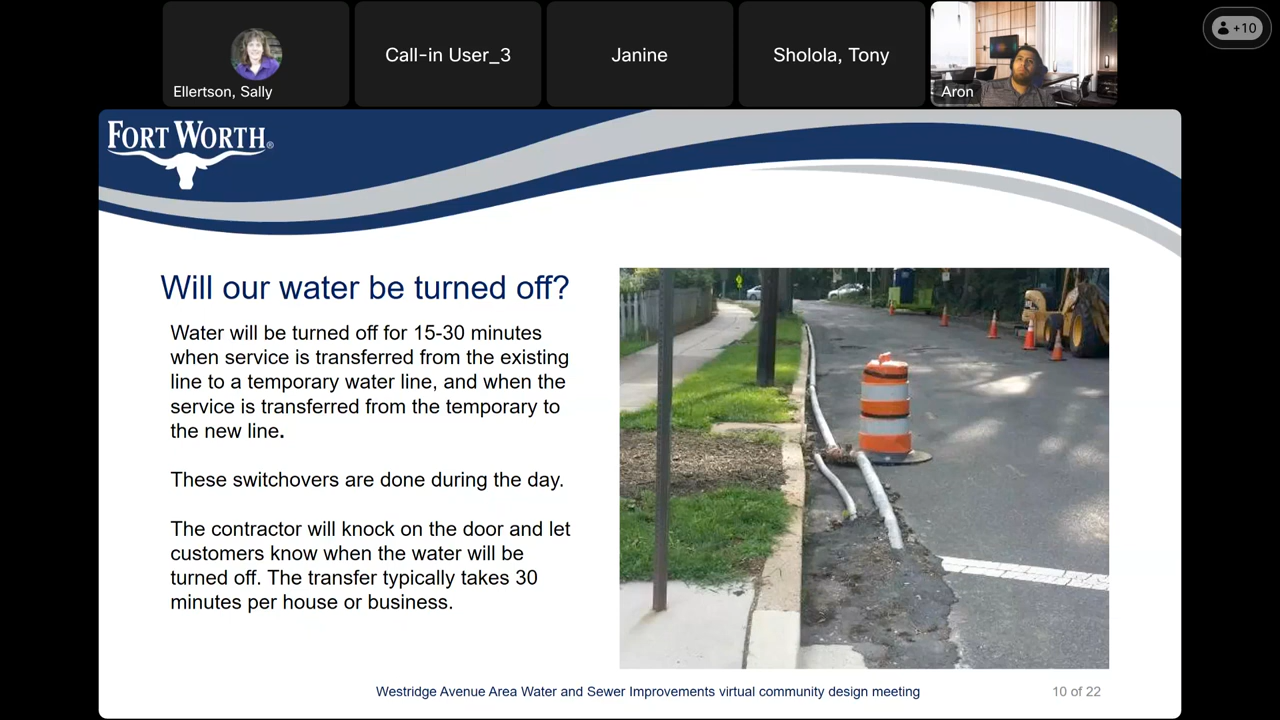 +10
Ellertson, Sally
Call-in User_3
Janine
Sholola, Tony
Aron
FORT WORTH®
Will our water be turned off?
Water will be turned off for 15-30 minutes
when service is transferred from the existing
line to a temporary water line, and when the
service is transferred from the temporary to
the new line.
These switchovers are done during the day.
The contractor will knock on the door and let
customers know when the water will be
turned off. The transfer typically takes 30
minutes per house or business.
Westridge Avenue Area Water and Sewer Improvements virtual community design meeting
10 of 22